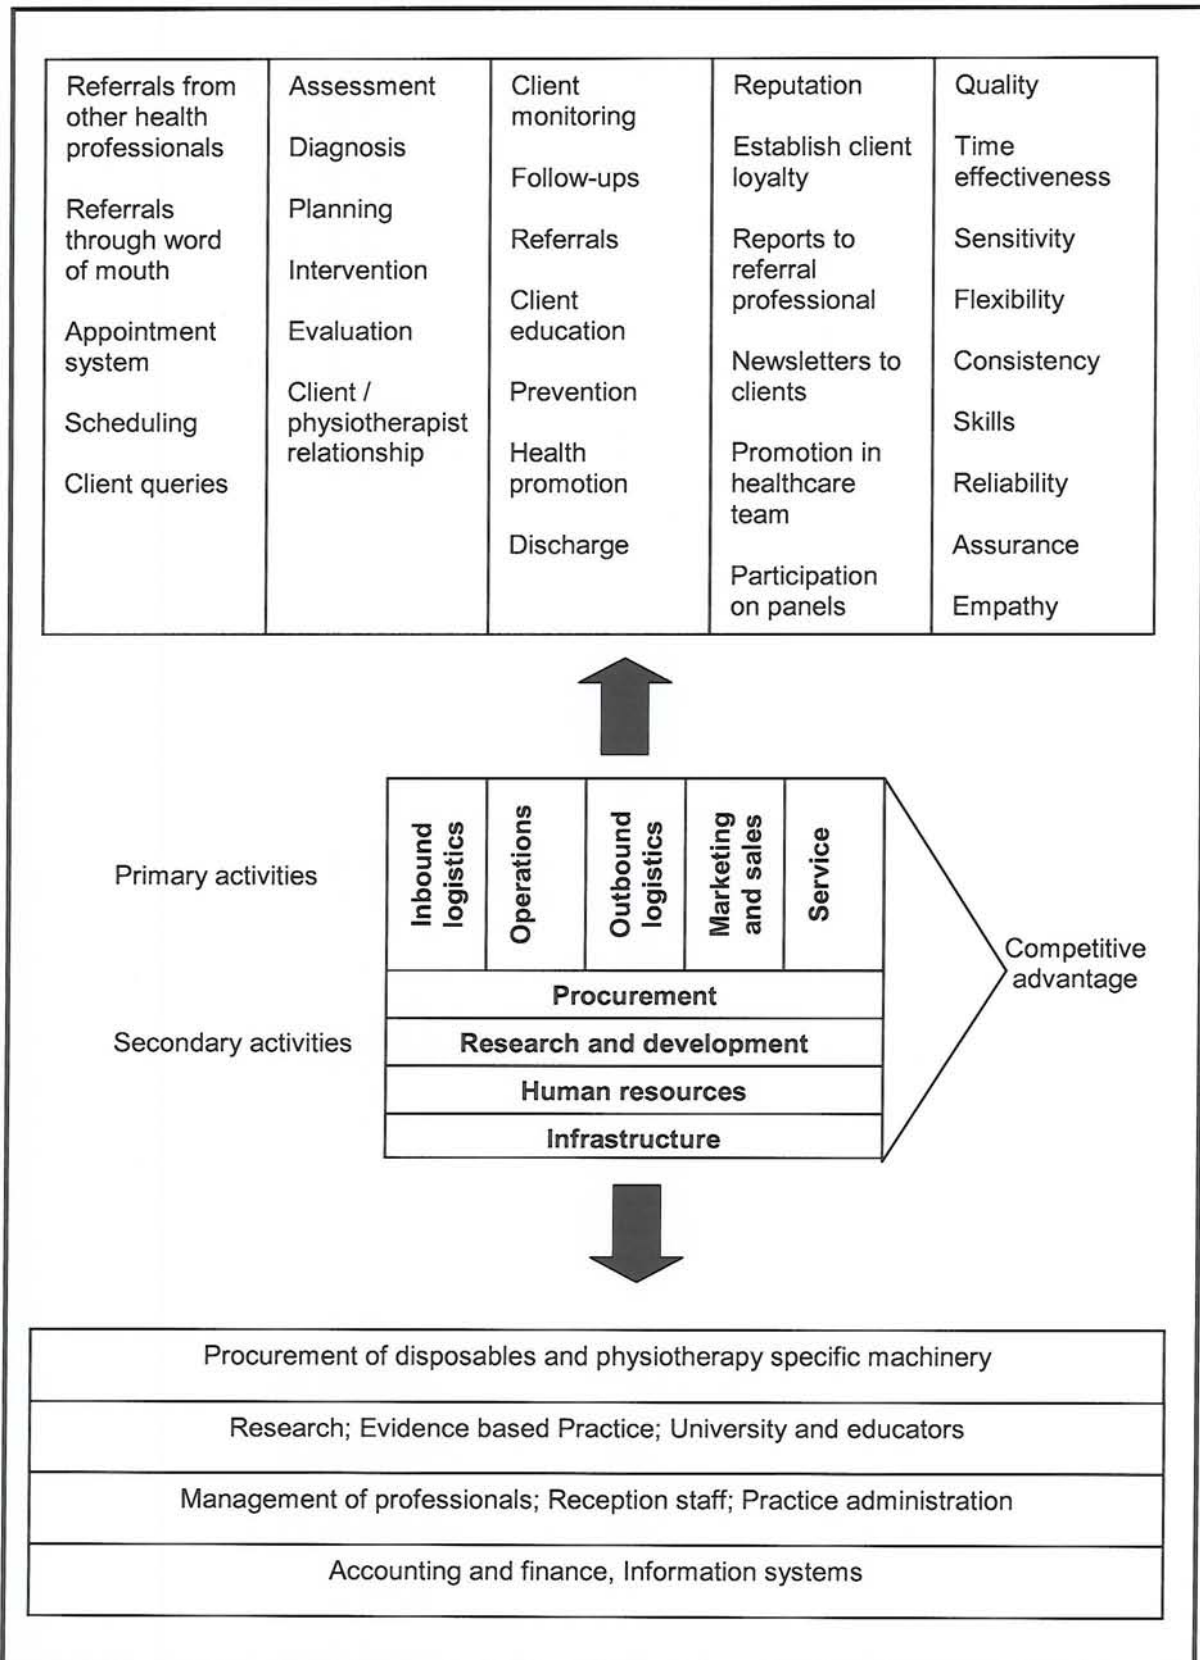 Referrals from
other health
professionals
Referrals
through word
of mouth
Appointment
system
Scheduling
Client queries
Assessment
Diagnosis
Planning
Intervention
Evaluation
Client /
physiotherapist
relationship
Client
monitoring
Follow-ups
Referrals
Client
education
Prevention
Health
promotion
Discharge
Reputation
Establish client
loyalty
Reports to
referral
professional
Newsletters to
clients
Promotion in
healthcare
team
Participation
on panels
Quality
Time
effectiveness
Sensitivity
Flexibility
Consistency
Skills
Reliability
Assurance
Empathy
Primary activities
Inbound
logistics
Operations
Outbound
logistics
Marketing
and sales
Service
Competitive
advantage
Secondary activities
Procurement
Research and development
Human resources
Infrastructure
Procurement of disposables and physiotherapy specific machinery
Research; Evidence based Practice; University and educators
Management of professionals; Reception staff; Practice administration
Accounting and finance, Information systems